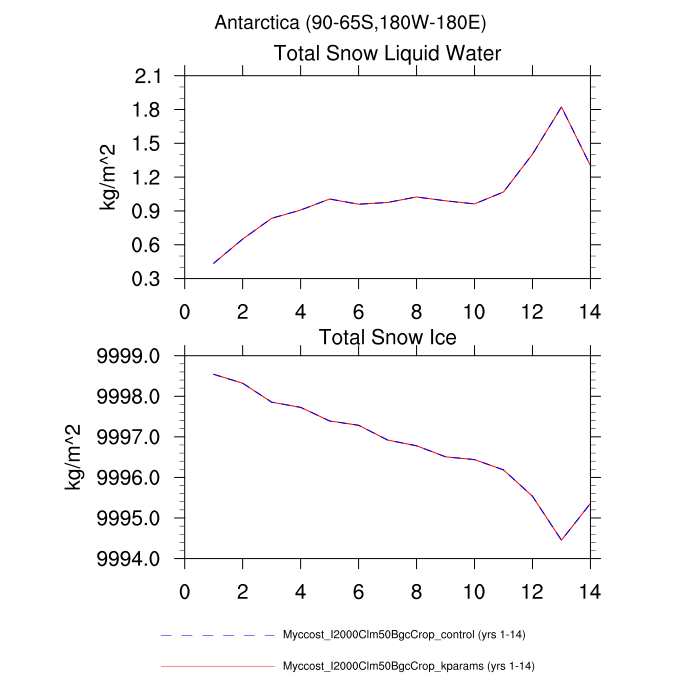 Antarctica (90-65S,180W-180E)
Total Snow Liquid Water
2.1
1.8
1.5
1.2
0.9
0.6
0.3
kg/m^2
0 2 4 6 8 10 12 14
Total Snow Ice
9999.0
9998.0
9997.0
9996.0
9995.0
9994.0
kg/m^2
0 2 4 6 8 10 12 14
Myccost_I2000Clm50BgcCrop_control (yrs 1-14)
Myccost_I2000Clm50BgcCrop_kparams (yrs 1-14)